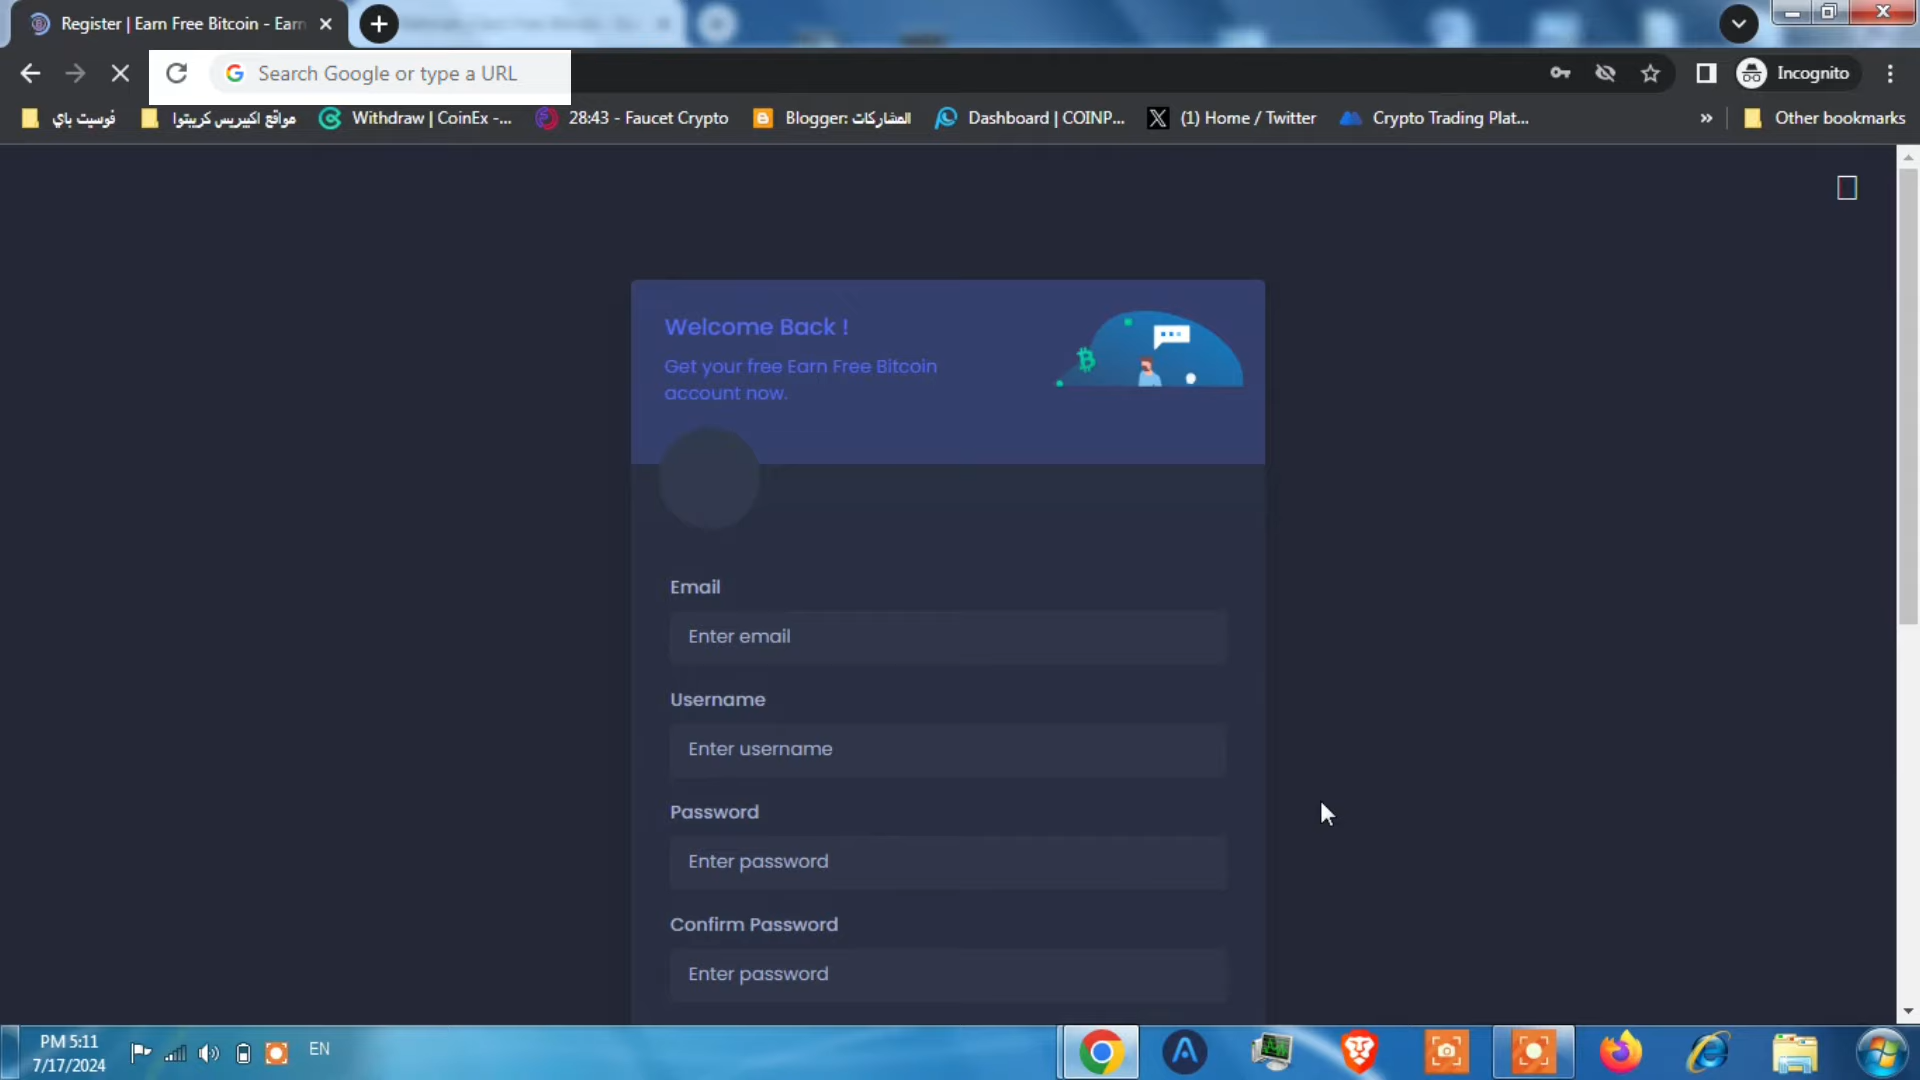 Register | Earn Free Bitcoin - Earn
Search Google or type a URL
Incognito
فوسيت باي
مواقع اكبيريس كريبتوا
Withdraw | CoinEx -...
28:43 - Faucet Crypto
Blogger: المشاركات
Dashboard | COINP...
(1) Home / Twitter
Crypto Trading Plat...
»
Other bookmarks
Welcome Back !
Get your free Earn Free Bitcoin
account now.
Email
Enter email
Username
Enter username
Password
Enter password
Confirm Password
Enter password
PM 5:11
7/17/2024
EN